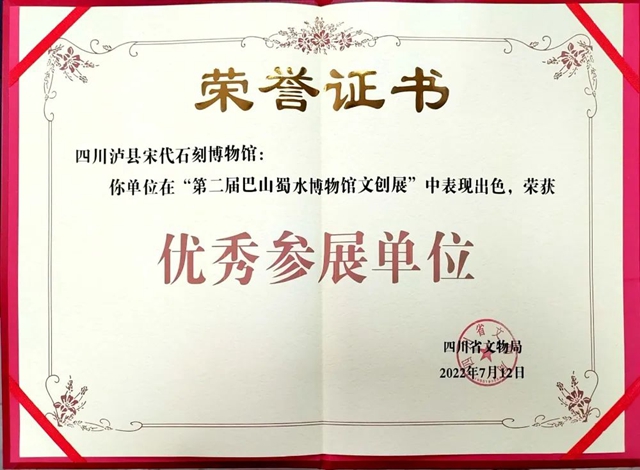 荣誉证书
四川泸县宋代石刻博物馆：
你单位在“第二届巴山蜀水博物馆文创展”中表现出色，荣获
优秀参展单位
四川省文物局
2022年7月12日